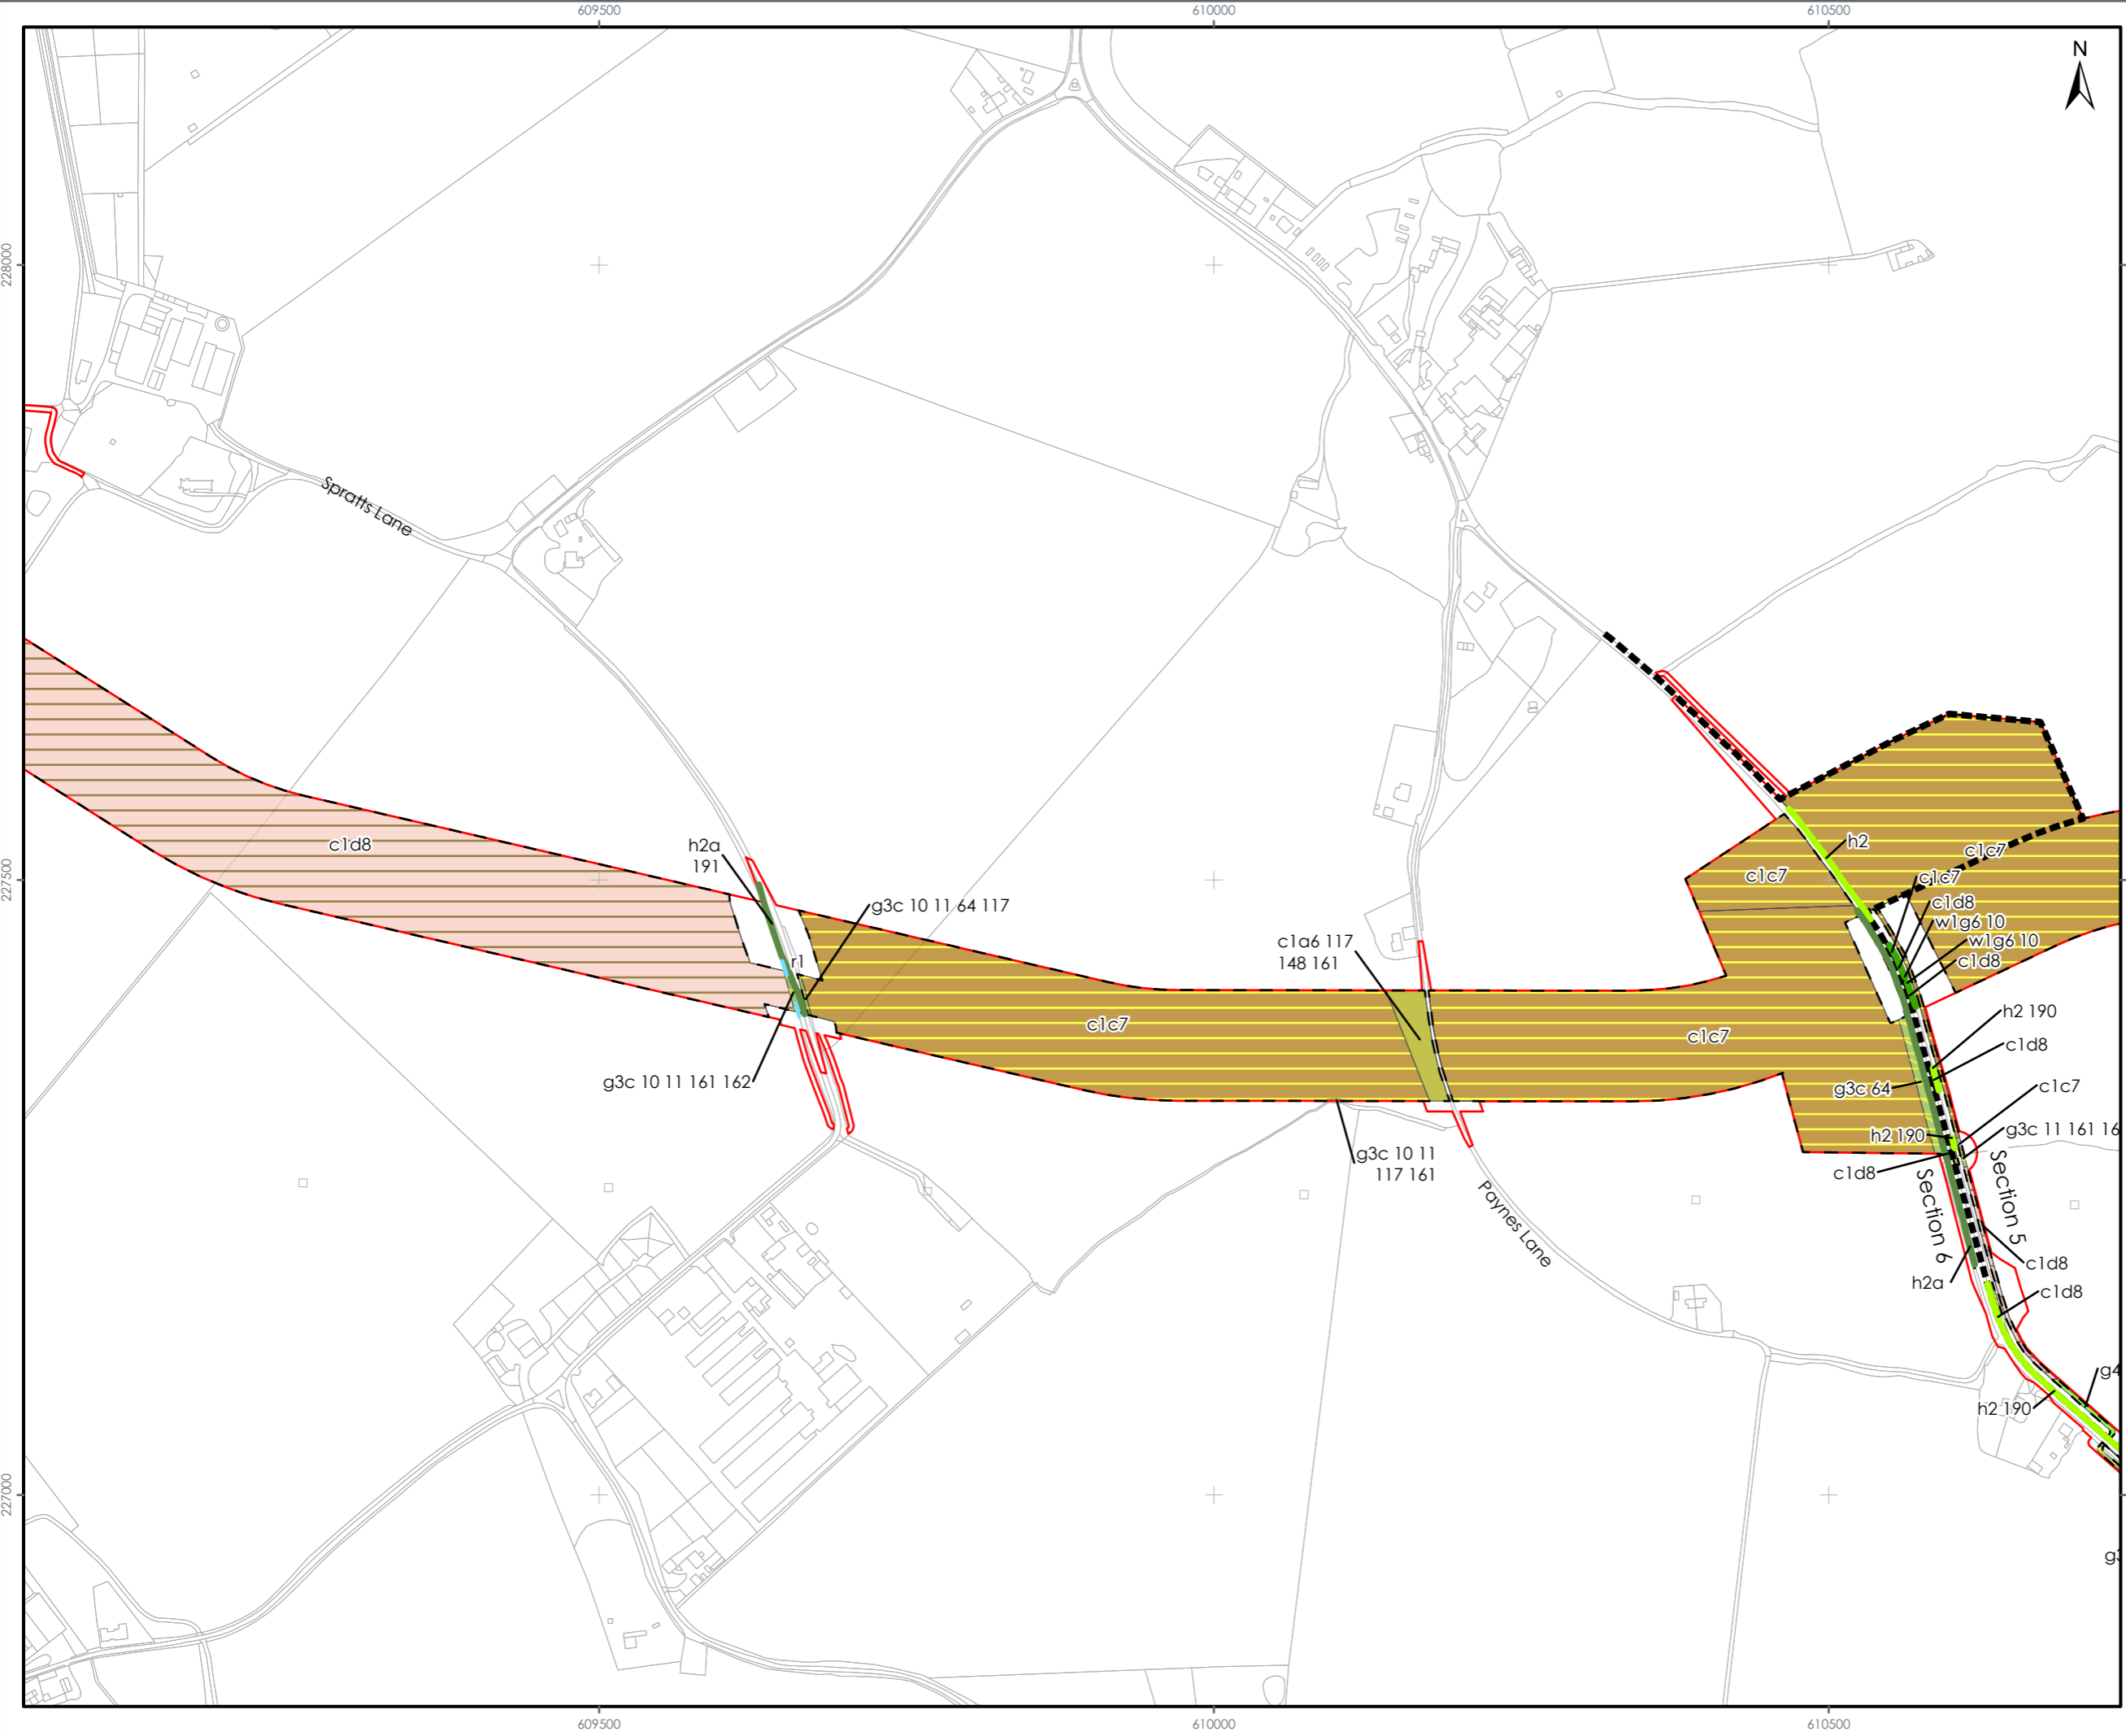 609500
610000
610500
N
228000
Spratts Lane
c1d8
h2a
191
227500
h2
c1c7
c1c7
c1c7
c1d8
w1g6 10
w1g6 10
c1d8
g3c 10 11 64 117
c1a6 117
148 161
r1
h2 190
c1c7
c1c7
c1d8
g3c 10 11 161 162
g3c 64
c1c7
h2 190
g3c 11 161 16
g3c 10 11
117 161
c1d8
Section 6
Section 5
Paynes Lane
c1d8
h2a
c1d8
g4
h2 190
227000
g3
609500
610000
610500